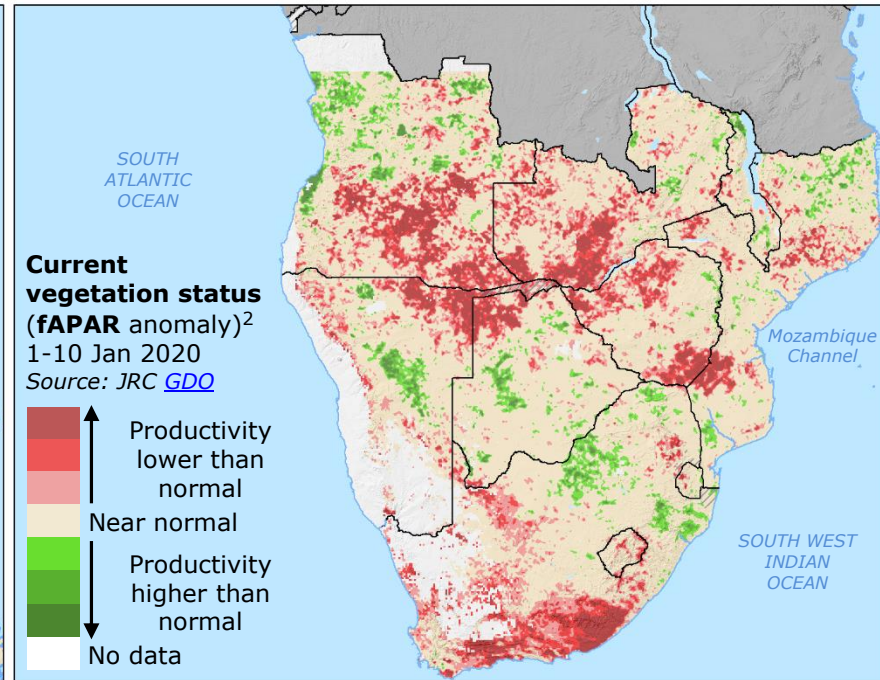 SOUTH
ATLANTIC
OCEAN
Current
vegetation status
(fAPAR anomaly)2
1-10 Jan 2020
Source: JRC GDO
Productivity
lower than
normal
Near normal
Productivity
higher than
normal
No data
Mozambique
Channel
SOUTH WEST
INDIAN
OCEAN